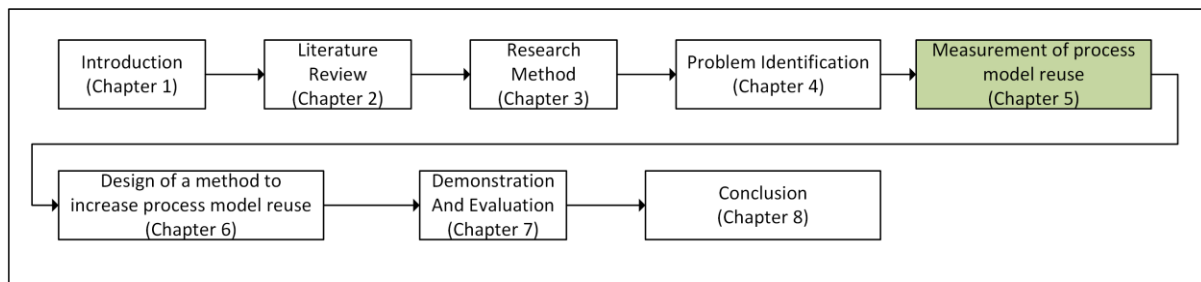 Introduction
(Chapter 1)
Literature
Review
(Chapter 2)
Research
Method
(Chapter 3)
Problem Identification
(Chapter 4)
Measurement of process
model reuse
(Chapter 5)
Design of a method to
increase process model reuse
(Chapter 6)
Demonstration
And Evaluation
(Chapter 7)
Conclusion
(Chapter 8)